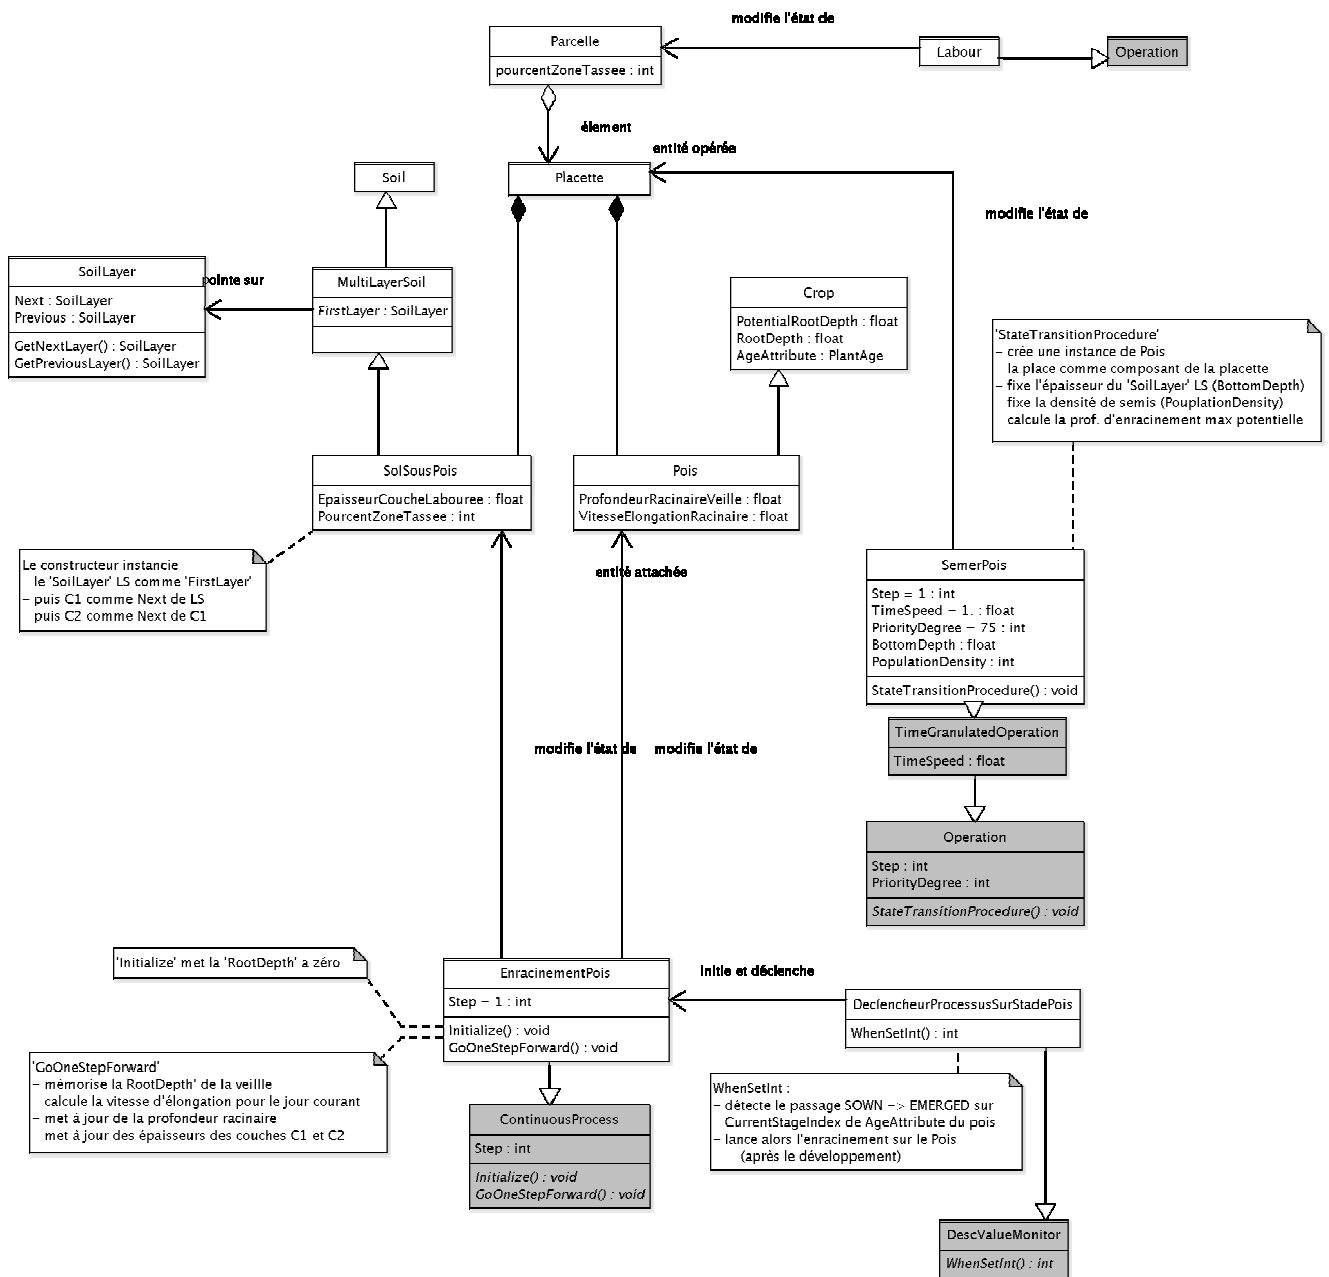 modifie l'état de
Parcelle
pourcentZoneTassee : int
Labour
Operation
élement
entité opérée
Placette
modifie l'état de
Soil
SoilLayer
Next : SoilLayer
Previous : SoilLayer
GetNextLayer() : SoilLayer
GetPreviousLayer() : SoilLayer
pointe sur
MultiLayerSoil
FirstLayer : SoilLayer
Crop
PotentialRootDepth : float
RootDepth : float
AgeAttribute : PlantAge
'StateTransitionProcedure'
– crée une instance de Pois
la place comme composant de la placette
– fixe l'épaisseur du 'SoilLayer' LS (BottomDepth)
fixe la densité de semis (PouplationDensity)
calcule la prof. d'enracinement max potentielle
SolSousPois
EpaisseurCoucheLabouree : float
PourcentZoneTassee : int
Pois
ProfondeurRacinaireVeille : float
VitesseElongationRacinaire : float
Le constructeur instancie
le 'SoilLayer' LS comme 'FirstLayer'
– puis C1 comme Next de LS
puis C2 comme Next de C1
entité attachée
SemerPois
Step = 1 : int
TimeSpeed – 1. : float
PriorityDegree – 75 : int
BottomDepth : float
PopulationDensity : int
StateTransitionProcedure() : void
modifie l'état de
modifie l'état de
TimeGranulatedOperation
TimeSpeed : float
Operation
Step : int
PriorityDegree : int
StateTransitionProcedure() : void
'Initialize' met la 'RootDepth' a zéro
EnracinementPois
Step – 1 : int
Initialize() : void
GoOneStepForward() : void
Initie et déclenche
DeclencheurProcessusSurStadePois
WhenSetInt() : int
'GoOneStepForward'
– mémorise la RootDepth' de la veillle
calcule la vitesse d'élongation pour le jour courant
– met à jour de la profondeur racinaire
met à jour des épaisseurs des couches C1 et C2
WhenSetInt :
– détecte le passage SOWN –> EMERGED sur
CurrentStageIndex de AgeAttribute du pois
– lance alors l'enracinement sur le Pois
(après le développement)
ContinuousProcess
Step : int
Initialize() : void
GoOneStepForward() : void
DescValueMonitor
WhenSetInt() : int